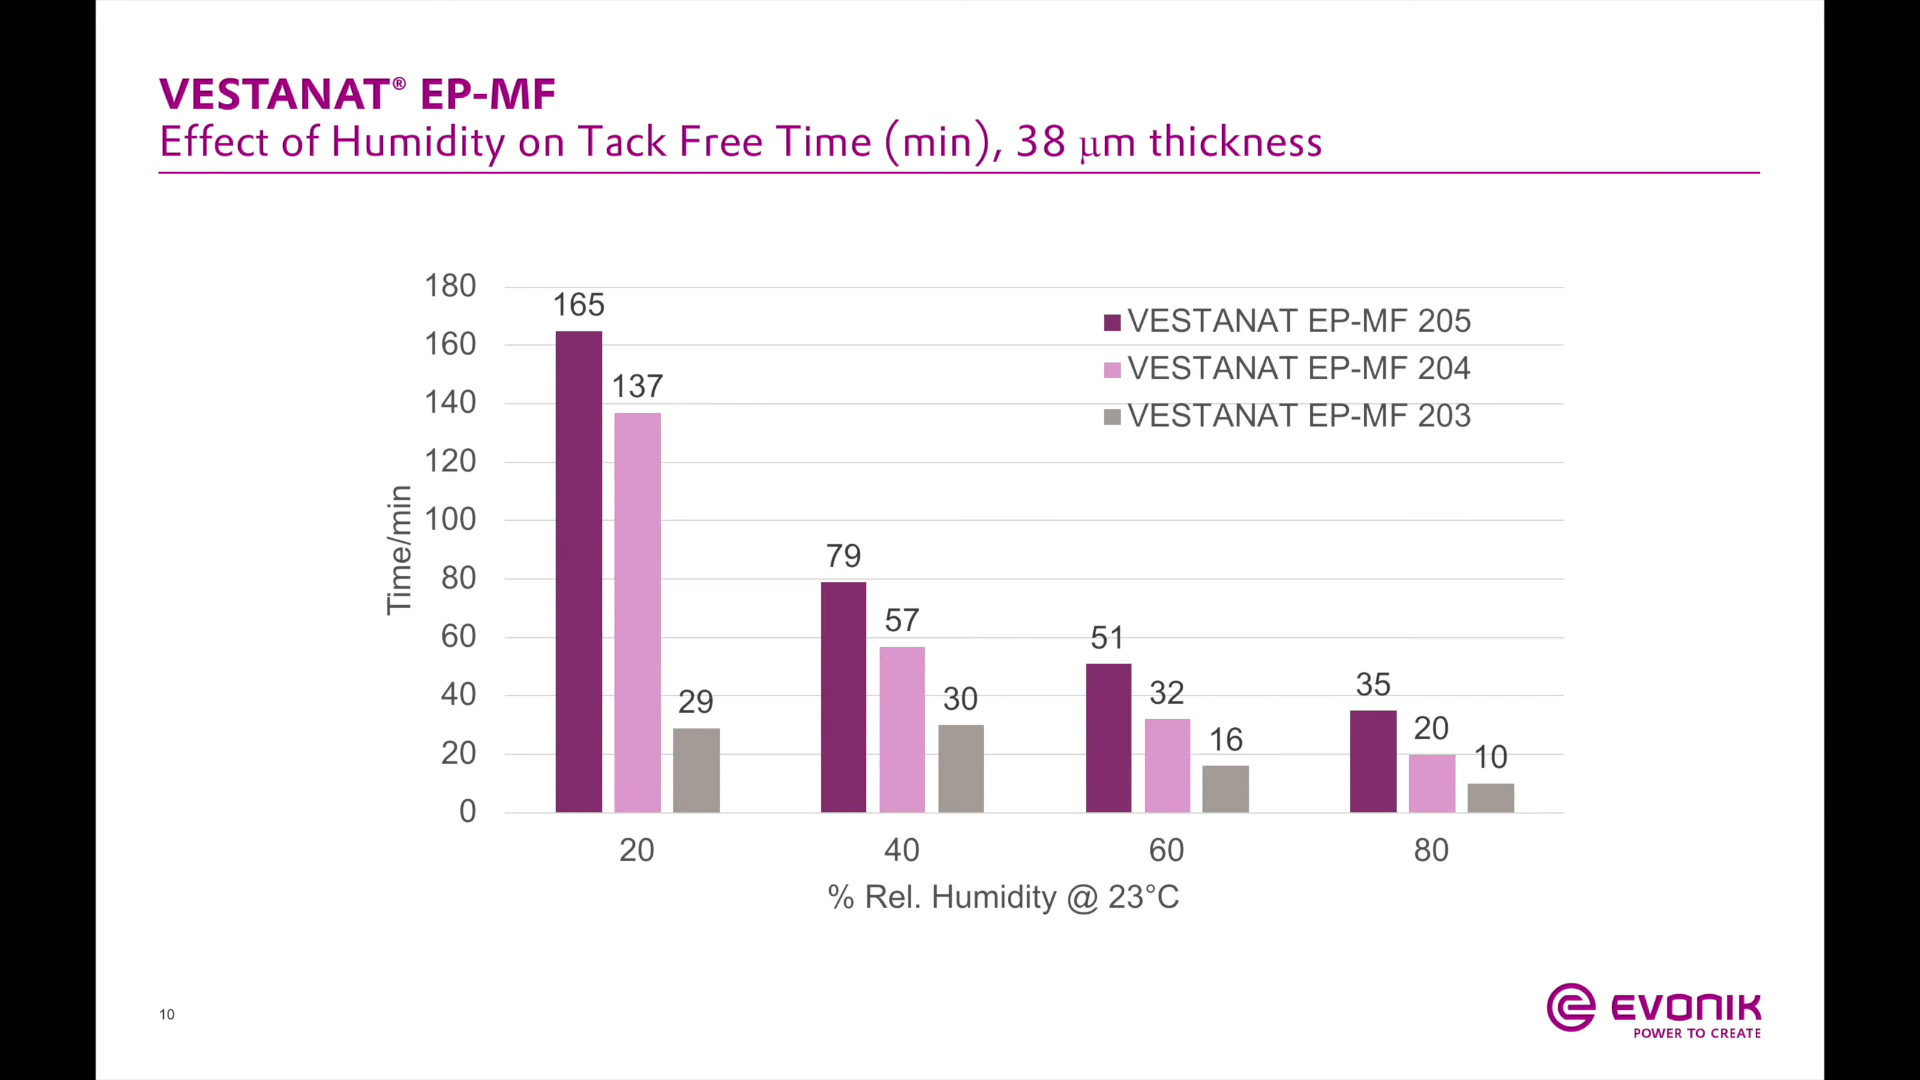 VESTANAT® EP-MF
Effect of Humidity on Tack Free Time (min), 38 µm thickness
180
160
140
120
100
80
60
40
20
0
Time/min
165
137
29
79
57
30
51
32
16
35
20
10
VESTANAT EP-MF 205
VESTANAT EP-MF 204
VESTANAT EP-MF 203
20 40 60 80
% Rel. Humidity @ 23°C
10
EVONIK
POWER TO CREATE